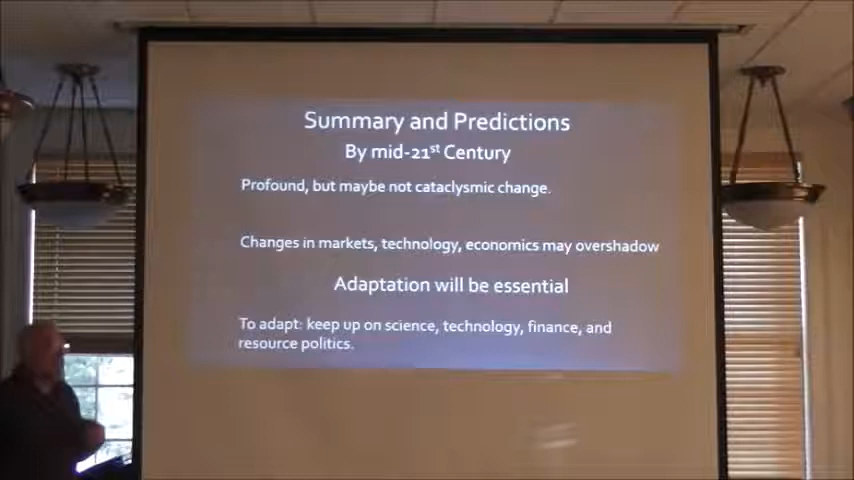 Summary and Predictions
By mid-21st Century
Profound, but maybe not cataclysmic change.
Changes in markets, technology, economics may overshadow
Adaptation will be essential
To adapt: keep up on science, technology, finance, and
resource politics.